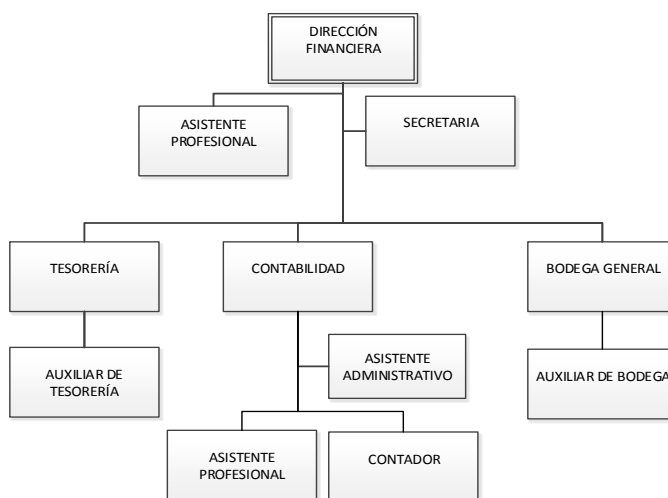 DIRECCIÓN
FINANCIERA
ASISTENTE
PROFESIONAL
SECRETARIA
TESORERÍA
CONTABILIDAD
BODEGA GENERAL
AUXILIAR DE
TESORERÍA
ASISTENTE
ADMINISTRATIVO
AUXILIAR DE BODEGA
ASISTENTE
PROFESIONAL
CONTADOR